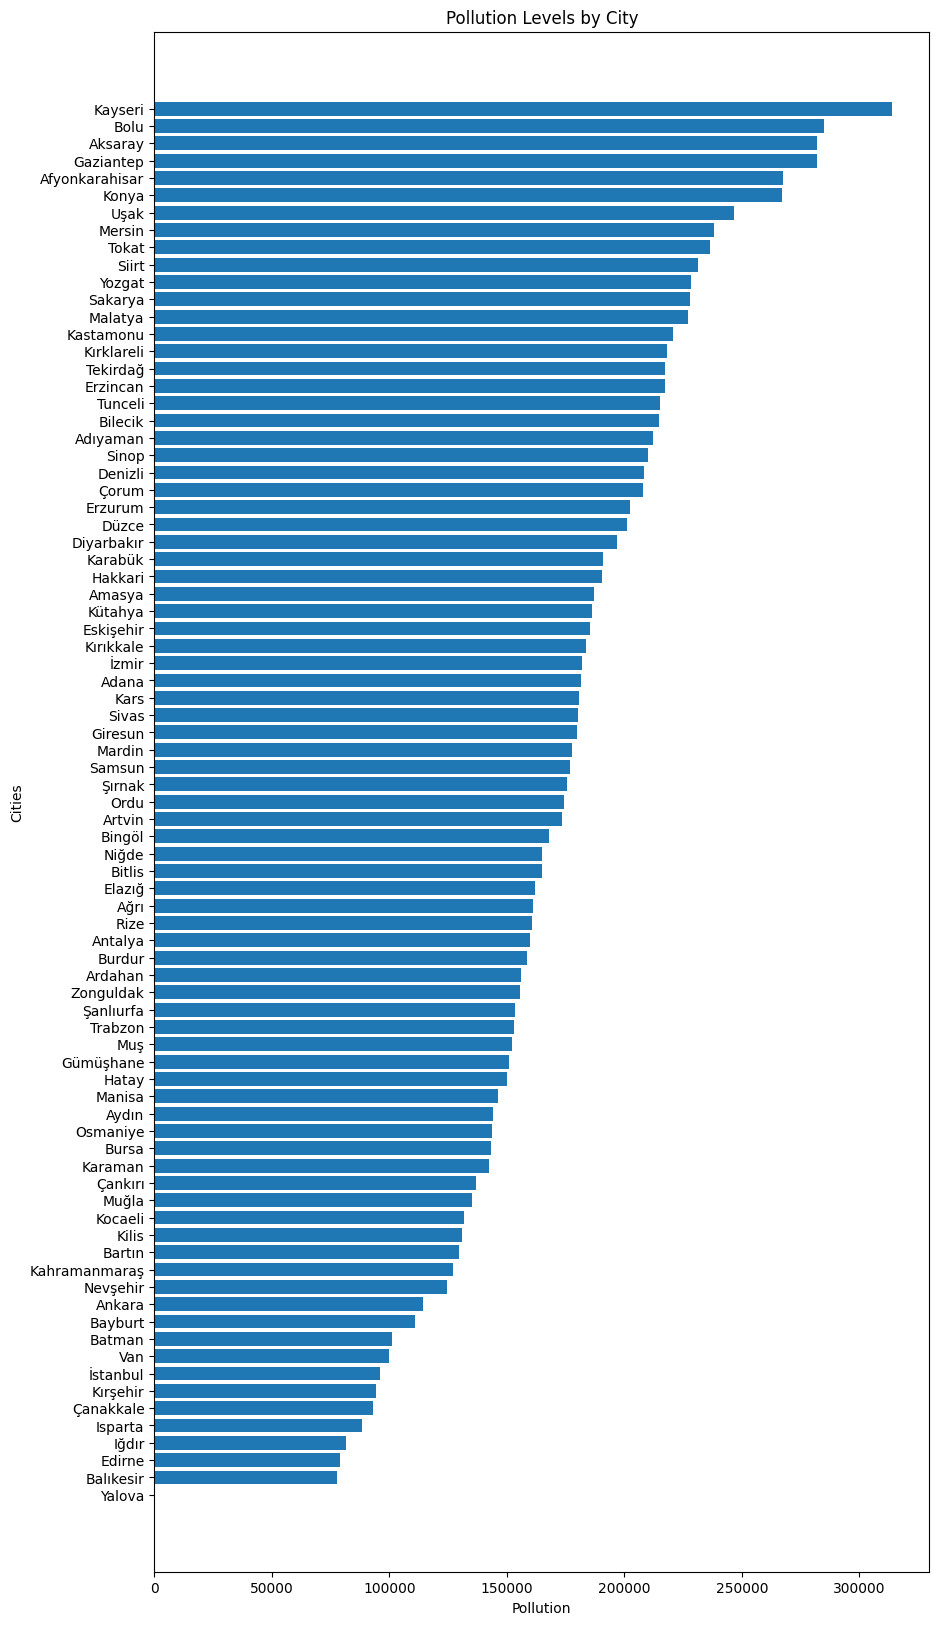 Pollution Levels by City
Kayseri
Bolu
Aksaray
Gaziantep
Afyonkarahisar
Konya
Uşak
Mersin
Tokat
Siirt
Yozgat
Sakarya
Malatya
Kastamonu
Kırklareli
Tekirdağ
Erzincan
Tunceli
Bilecik
Adıyaman
Sinop
Denizli
Çorum
Erzurum
Düzce
Diyarbakır
Karabük
Hakkari
Amasya
Kütahya
Eskişehir
Kırıkkale
İzmir
Adana
Kars
Sivas
Giresun
Mardin
Samsun
Şırnak
Ordu
Artvin
Bingöl
Niğde
Bitlis
Elazığ
Ağrı
Rize
Antalya
Burdur
Ardahan
Zonguldak
Şanlıurfa
Trabzon
Muş
Gümüşhane
Hatay
Manisa
Aydın
Osmaniye
Bursa
Karaman
Çankırı
Muğla
Kocaeli
Kilis
Bartın
Kahramanmaraş
Nevşehir
Ankara
Bayburt
Batman
Van
İstanbul
Kırşehir
Çanakkale
Isparta
Iğdır
Edirne
Balıkesir
Yalova
Cities
0 50000 100000 150000 200000 250000 300000
Pollution